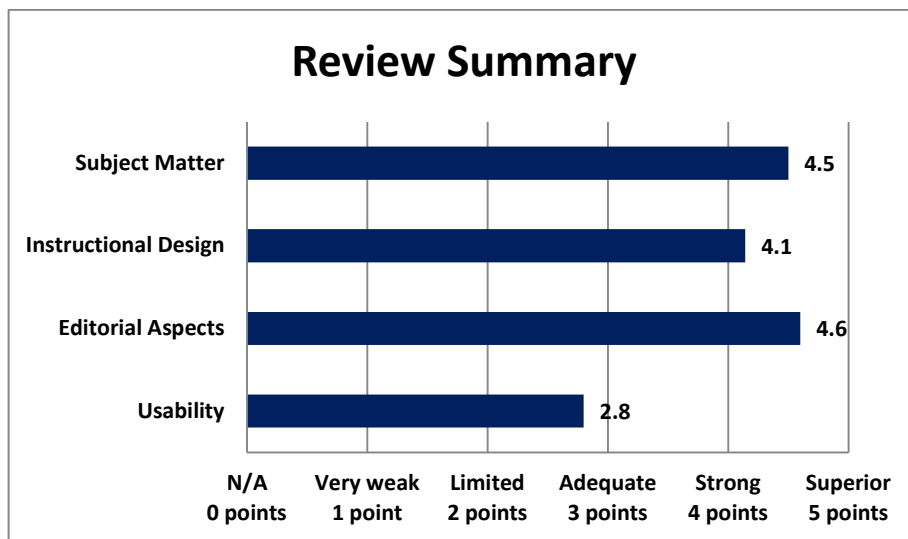 Review Summary
Subject Matter 4.5
Instructional Design 4.1
Editorial Aspects 4.6
Usability 2.8
N/A Very weak Limited Adequate Strong Superior
0 points 1 point 2 points 3 points 4 points 5 points